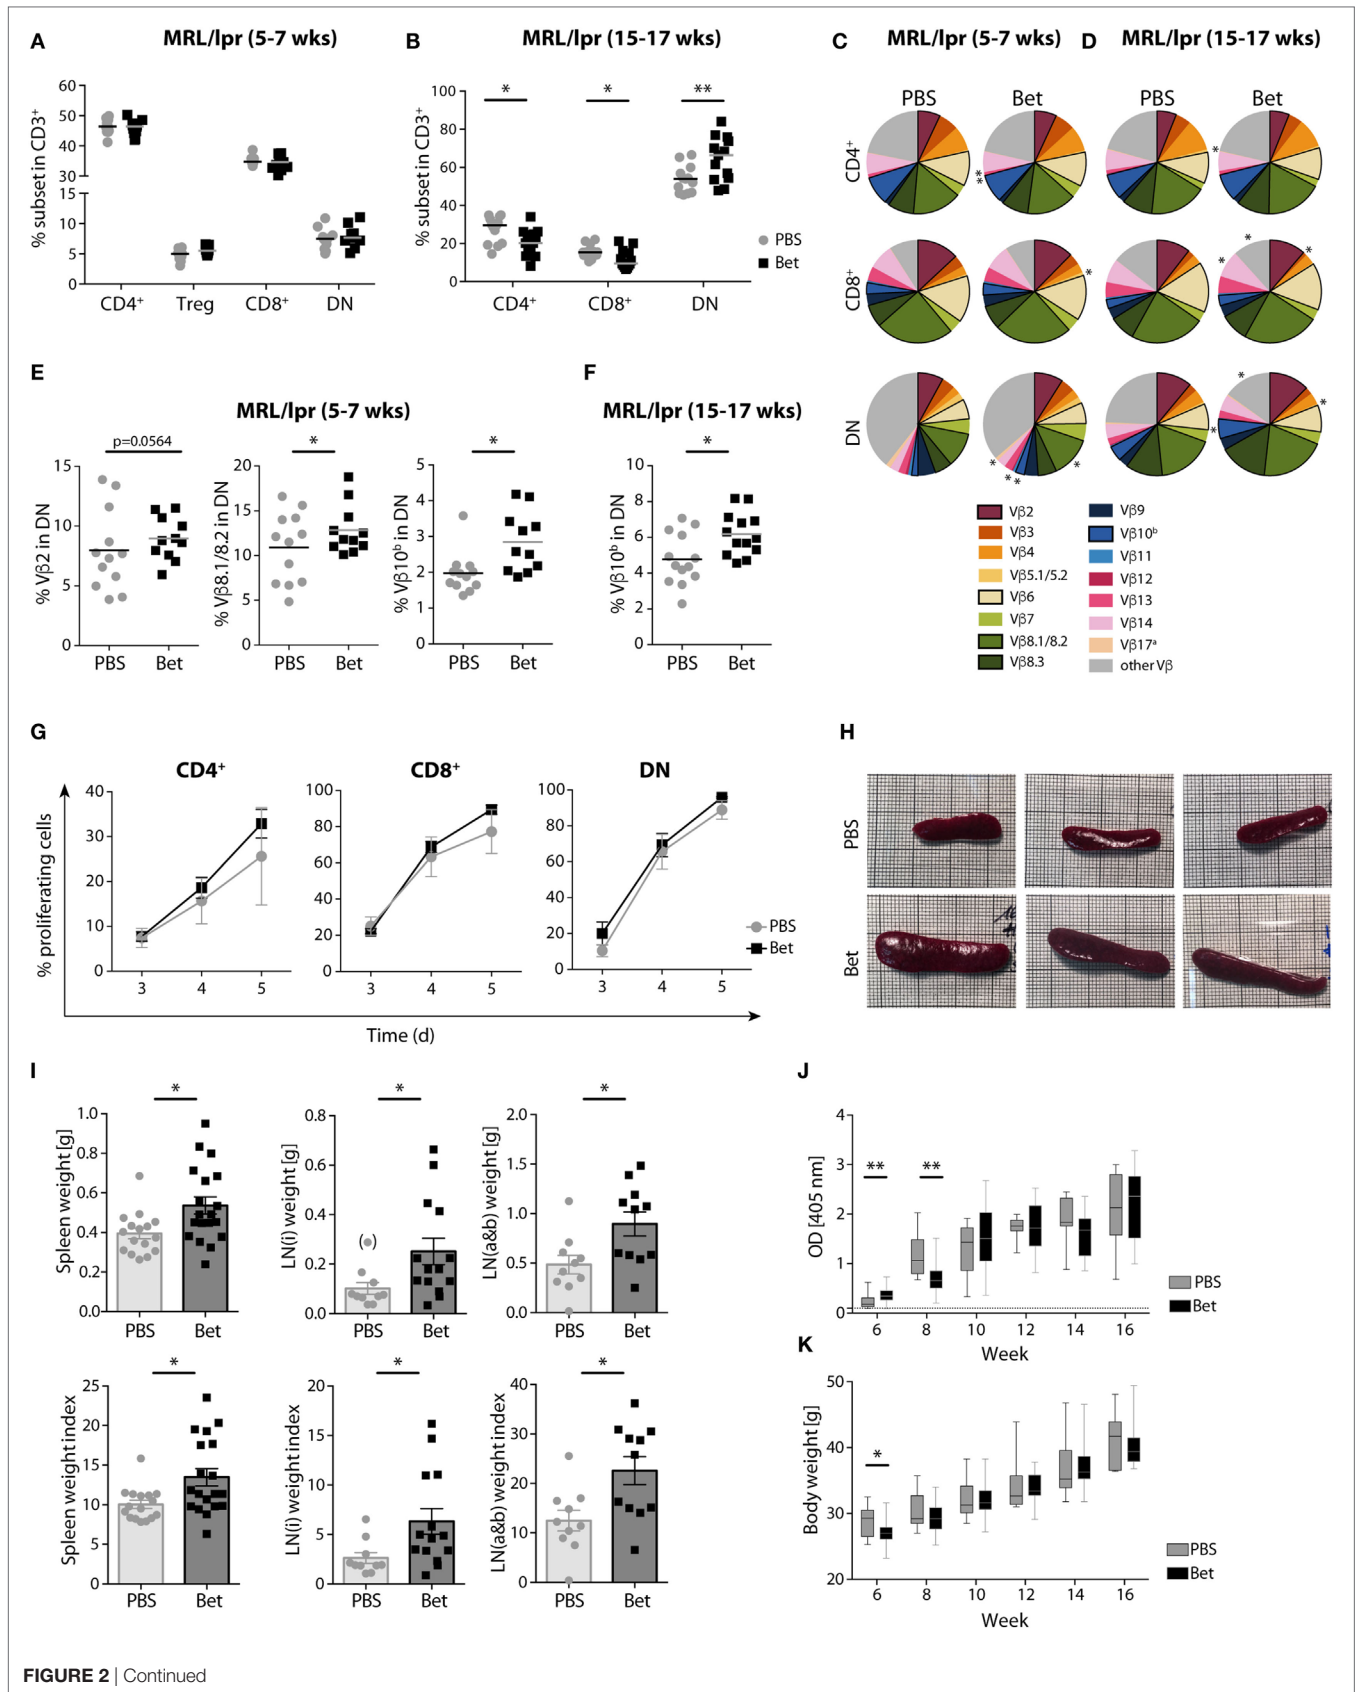 A
MRL/lpr (5-7 wks)
% subset in CD3⁺
60
50
40
30
15
10
5
0
CD4⁺ Treg CD8⁺ DN
B
MRL/lpr (15-17 wks)
% subset in CD3⁺
100
80
60
40
20
0
* * **
CD4⁺ CD8⁺ DN
PBS
Bet
C
MRL/lpr (5-7 wks)
D
MRL/lpr (15-17 wks)
PBS Bet PBS Bet
CD4⁺
** *
CD8⁺
* * * *
DN
* * * * * * *
Vβ2
Vβ3
Vβ4
Vβ5.1/5.2
Vβ6
Vβ7
Vβ8.1/8.2
Vβ8.3
Vβ9
Vβ10ᵇ
Vβ11
Vβ12
Vβ13
Vβ14
Vβ17ᵃ
other Vβ
E
MRL/lpr (5-7 wks)
p=0.0564
% Vβ2 in DN
15
10
5
0
PBS Bet
*
% Vβ8.1/8.2 in DN
20
15
10
5
0
PBS Bet
*
% Vβ10ᵇ in DN
5
4
3
2
1
0
PBS Bet
F
MRL/lpr (15-17 wks)
*
% Vβ10ᵇ in DN
10
8
6
4
2
0
PBS Bet
G
% proliferating cells
CD4⁺
40
30
20
10
0
3 4 5
CD8⁺
100
80
60
40
20
0
3 4 5
DN
100
80
60
40
20
0
3 4 5
PBS
Bet
Time (d)
H
PBS
Bet
I
*
Spleen weight [g]
1.0
0.8
0.6
0.4
0.2
0.0
PBS Bet
*
LN(i) weight [g]
0.8
0.6
0.4
0.2
0.0
( )
PBS Bet
*
LN(a&b) weight [g]
2.0
1.5
1.0
0.5
0.0
PBS Bet
*
Spleen weight index
25
20
15
10
5
0
PBS Bet
*
LN(i) weight index
20
15
10
5
0
PBS Bet
*
LN(a&b) weight index
40
30
20
10
0
PBS Bet
J
OD [405 nm]
4
3
2
1
0
** **
6 8 10 12 14 16
Week
PBS
Bet
K
Body weight [g]
50
40
30
20
*
6 8 10 12 14 16
Week
PBS
Bet
FIGURE 2 | Continued